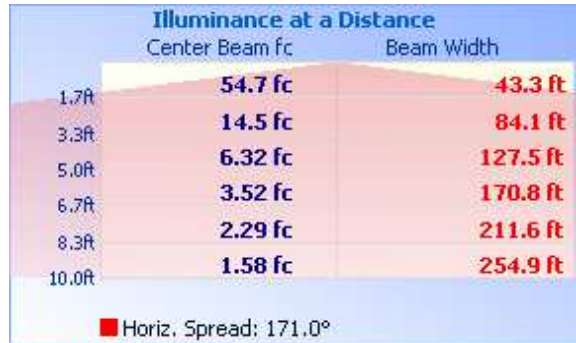 Illuminance at a Distance
Center Beam fc Beam Width
1.7ft 54.7 fc 43.3 ft
3.3ft 14.5 fc 84.1 ft
5.0ft 6.32 fc 127.5 ft
6.7ft 3.52 fc 170.8 ft
8.3ft 2.29 fc 211.6 ft
10.0ft 1.58 fc 254.9 ft
Horiz. Spread: 171.0°